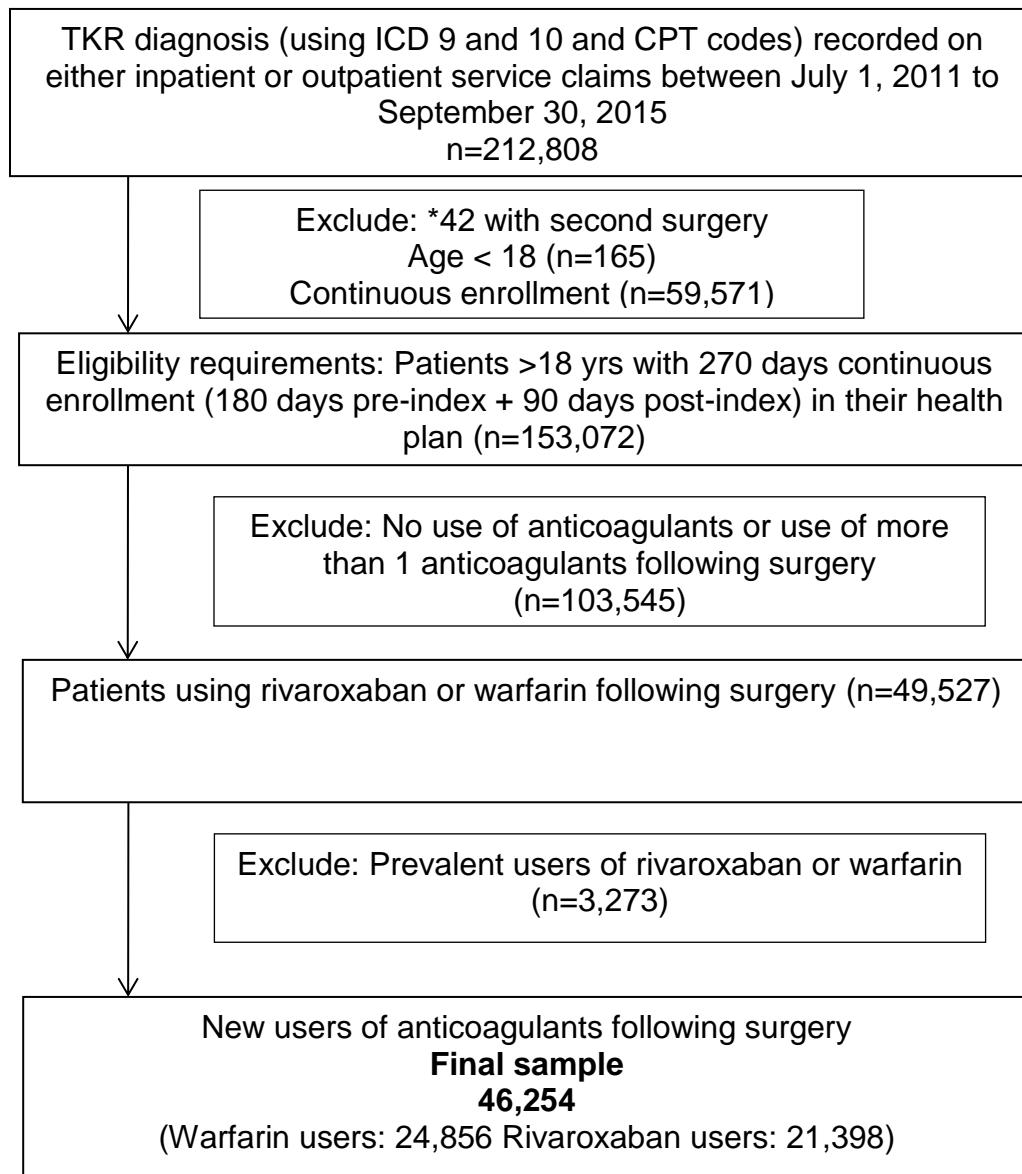 TKR diagnosis (using ICD 9 and 10 and CPT codes) recorded on
either inpatient or outpatient service claims between July 1, 2011 to
September 30, 2015
n=212,808
Exclude: *42 with second surgery
Age < 18 (n=165)
Continuous enrollment (n=59,571)
Eligibility requirements: Patients >18 yrs with 270 days continuous
enrollment (180 days pre-index + 90 days post-index) in their health
plan (n=153,072)
Exclude: No use of anticoagulants or use of more
than 1 anticoagulants following surgery
(n=103,545)
Patients using rivaroxaban or warfarin following surgery (n=49,527)
Exclude: Prevalent users of rivaroxaban or warfarin
(n=3,273)
New users of anticoagulants following surgery
Final sample
46,254
(Warfarin users: 24,856 Rivaroxaban users: 21,398)